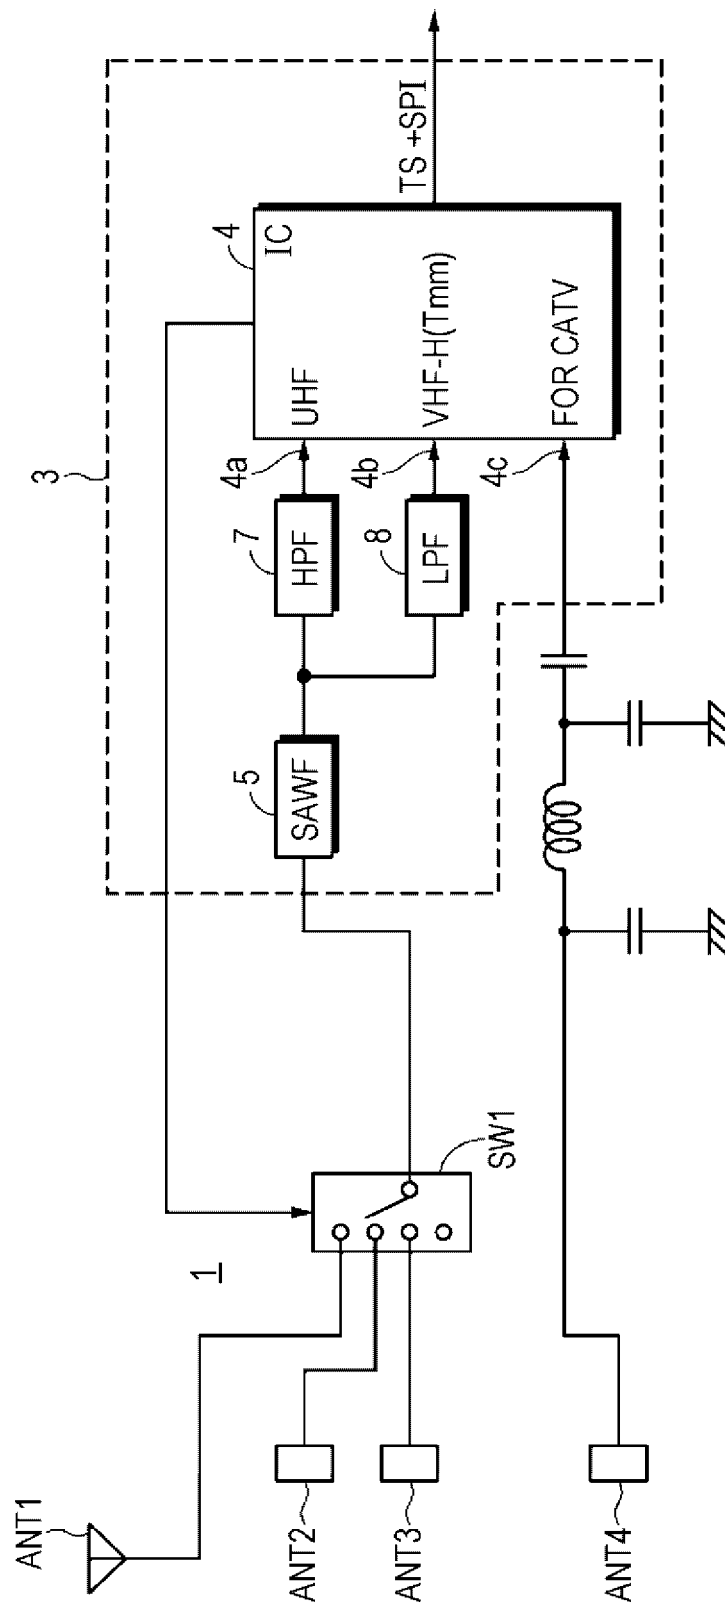 3
4
IC
UHF
VHF-H(Tmm)
FOR CATV
TS +SPI
4a
4b
4c
7
HPF
8
LPF
5
SAWF
SW1
1
ANT1
ANT2
ANT3
ANT4